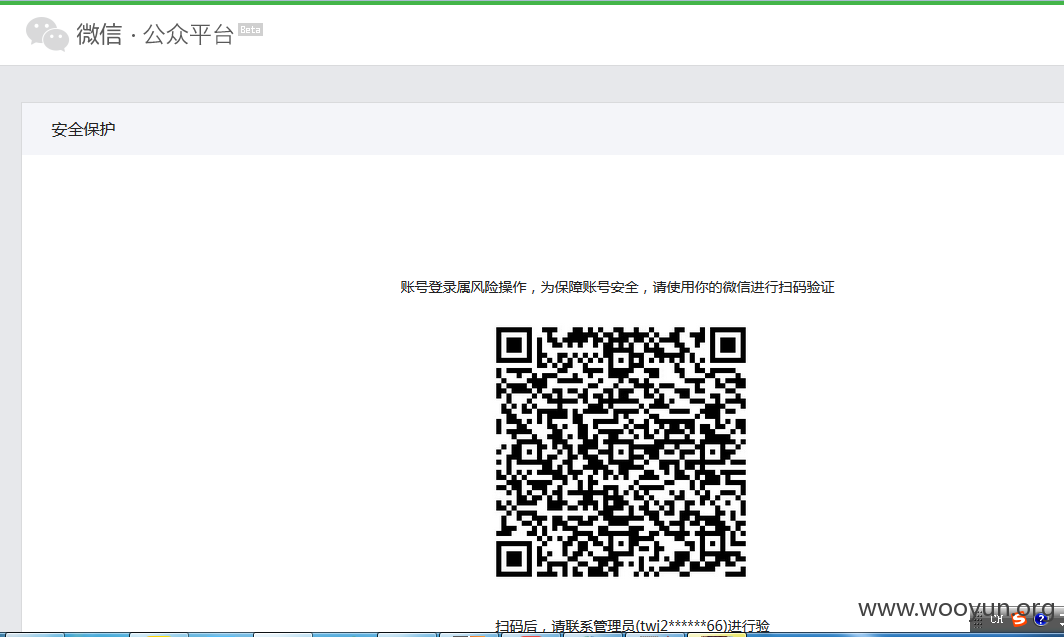 微信·公众平台 Beta
安全保护
账号登录属风险操作，为保障账号安全，请使用你的微信进行扫码验证
扫码后，请联系管理员(twj2******66)进行验
www.wooyun.org
CH